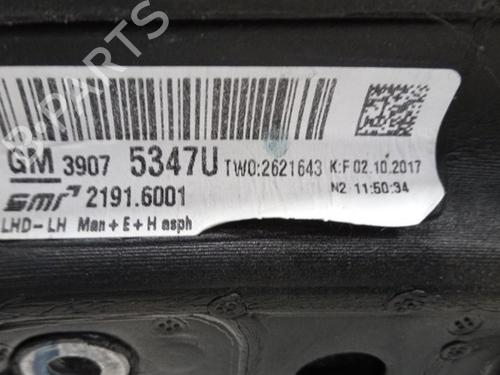 B-PARTS
GM 3907 5347U TWO:2621643 K:F 02.10.2017
smr 2191.6001 N2 11:50:34
LHD-LH Man+E+H asph